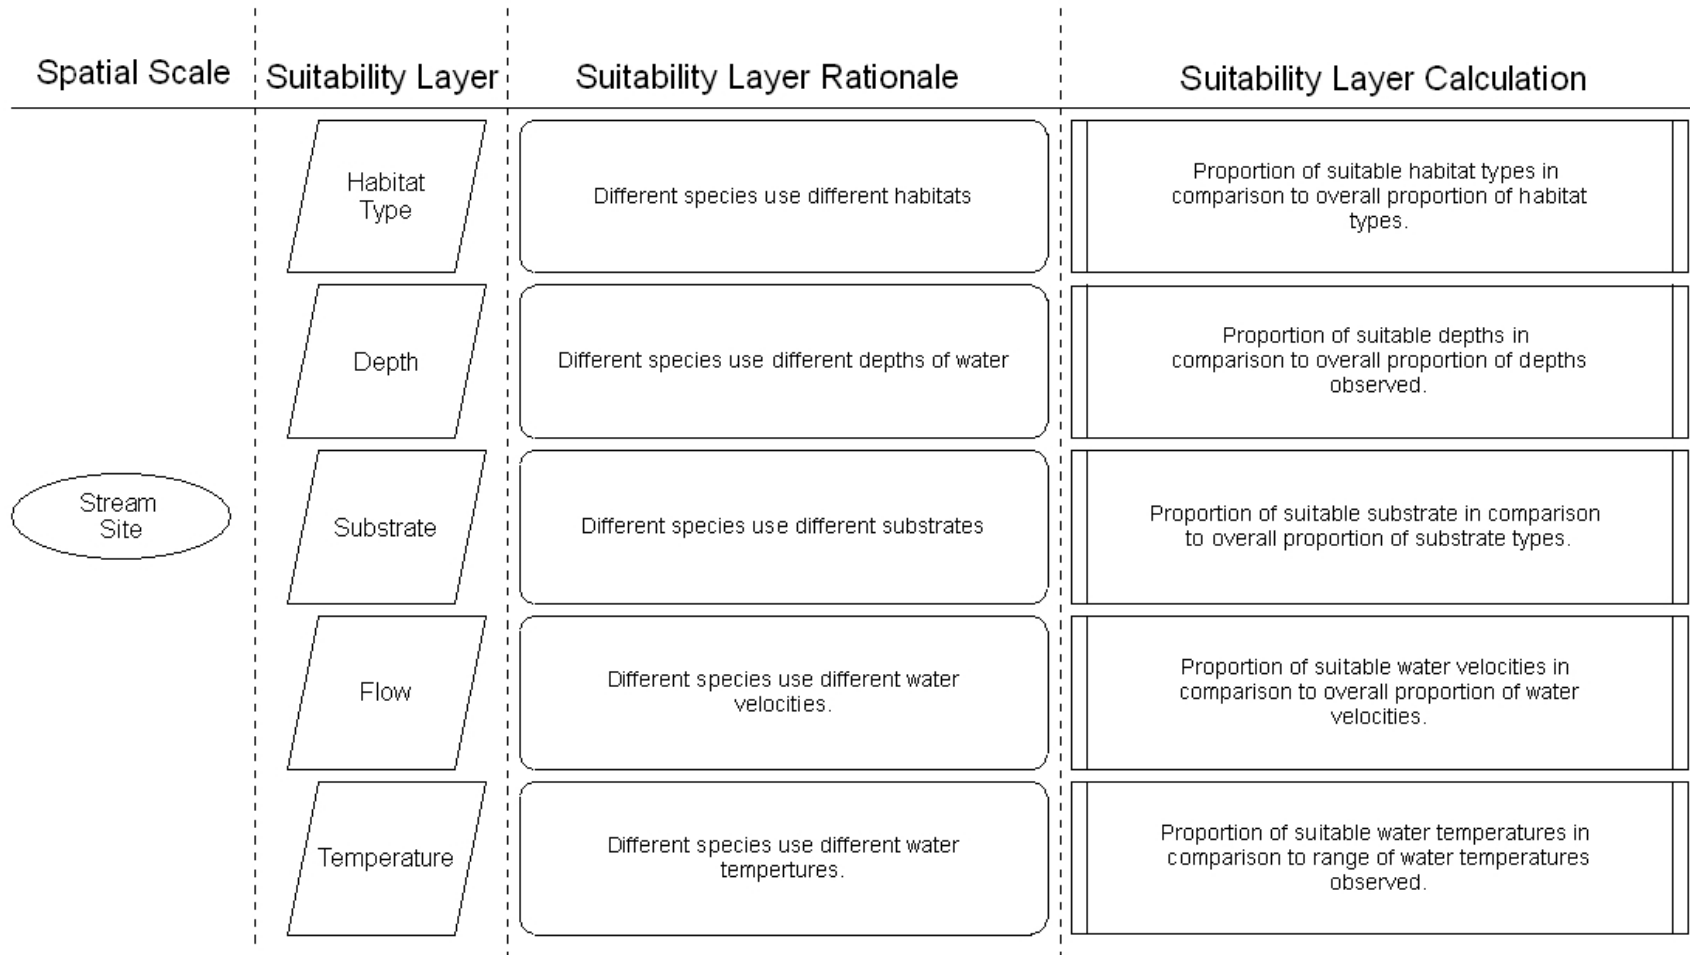 Spatial Scale
Suitability Layer
Suitability Layer Rationale
Suitability Layer Calculation
Stream
Site
Habitat
Type
Different species use different habitats
Proportion of suitable habitat types in
comparison to overall proportion of habitat
types.
Depth
Different species use different depths of water
Proportion of suitable depths in
comparison to overall proportion of depths
observed.
Substrate
Different species use different substrates
Proportion of suitable substrate in comparison
to overall proportion of substrate types.
Flow
Different species use different water
velocities.
Proportion of suitable water velocities in
comparison to overall proportion of water
velocities.
Temperature
Different species use different water
tempertures.
Proportion of suitable water temperatures in
comparison to range of water temperatures
observed.